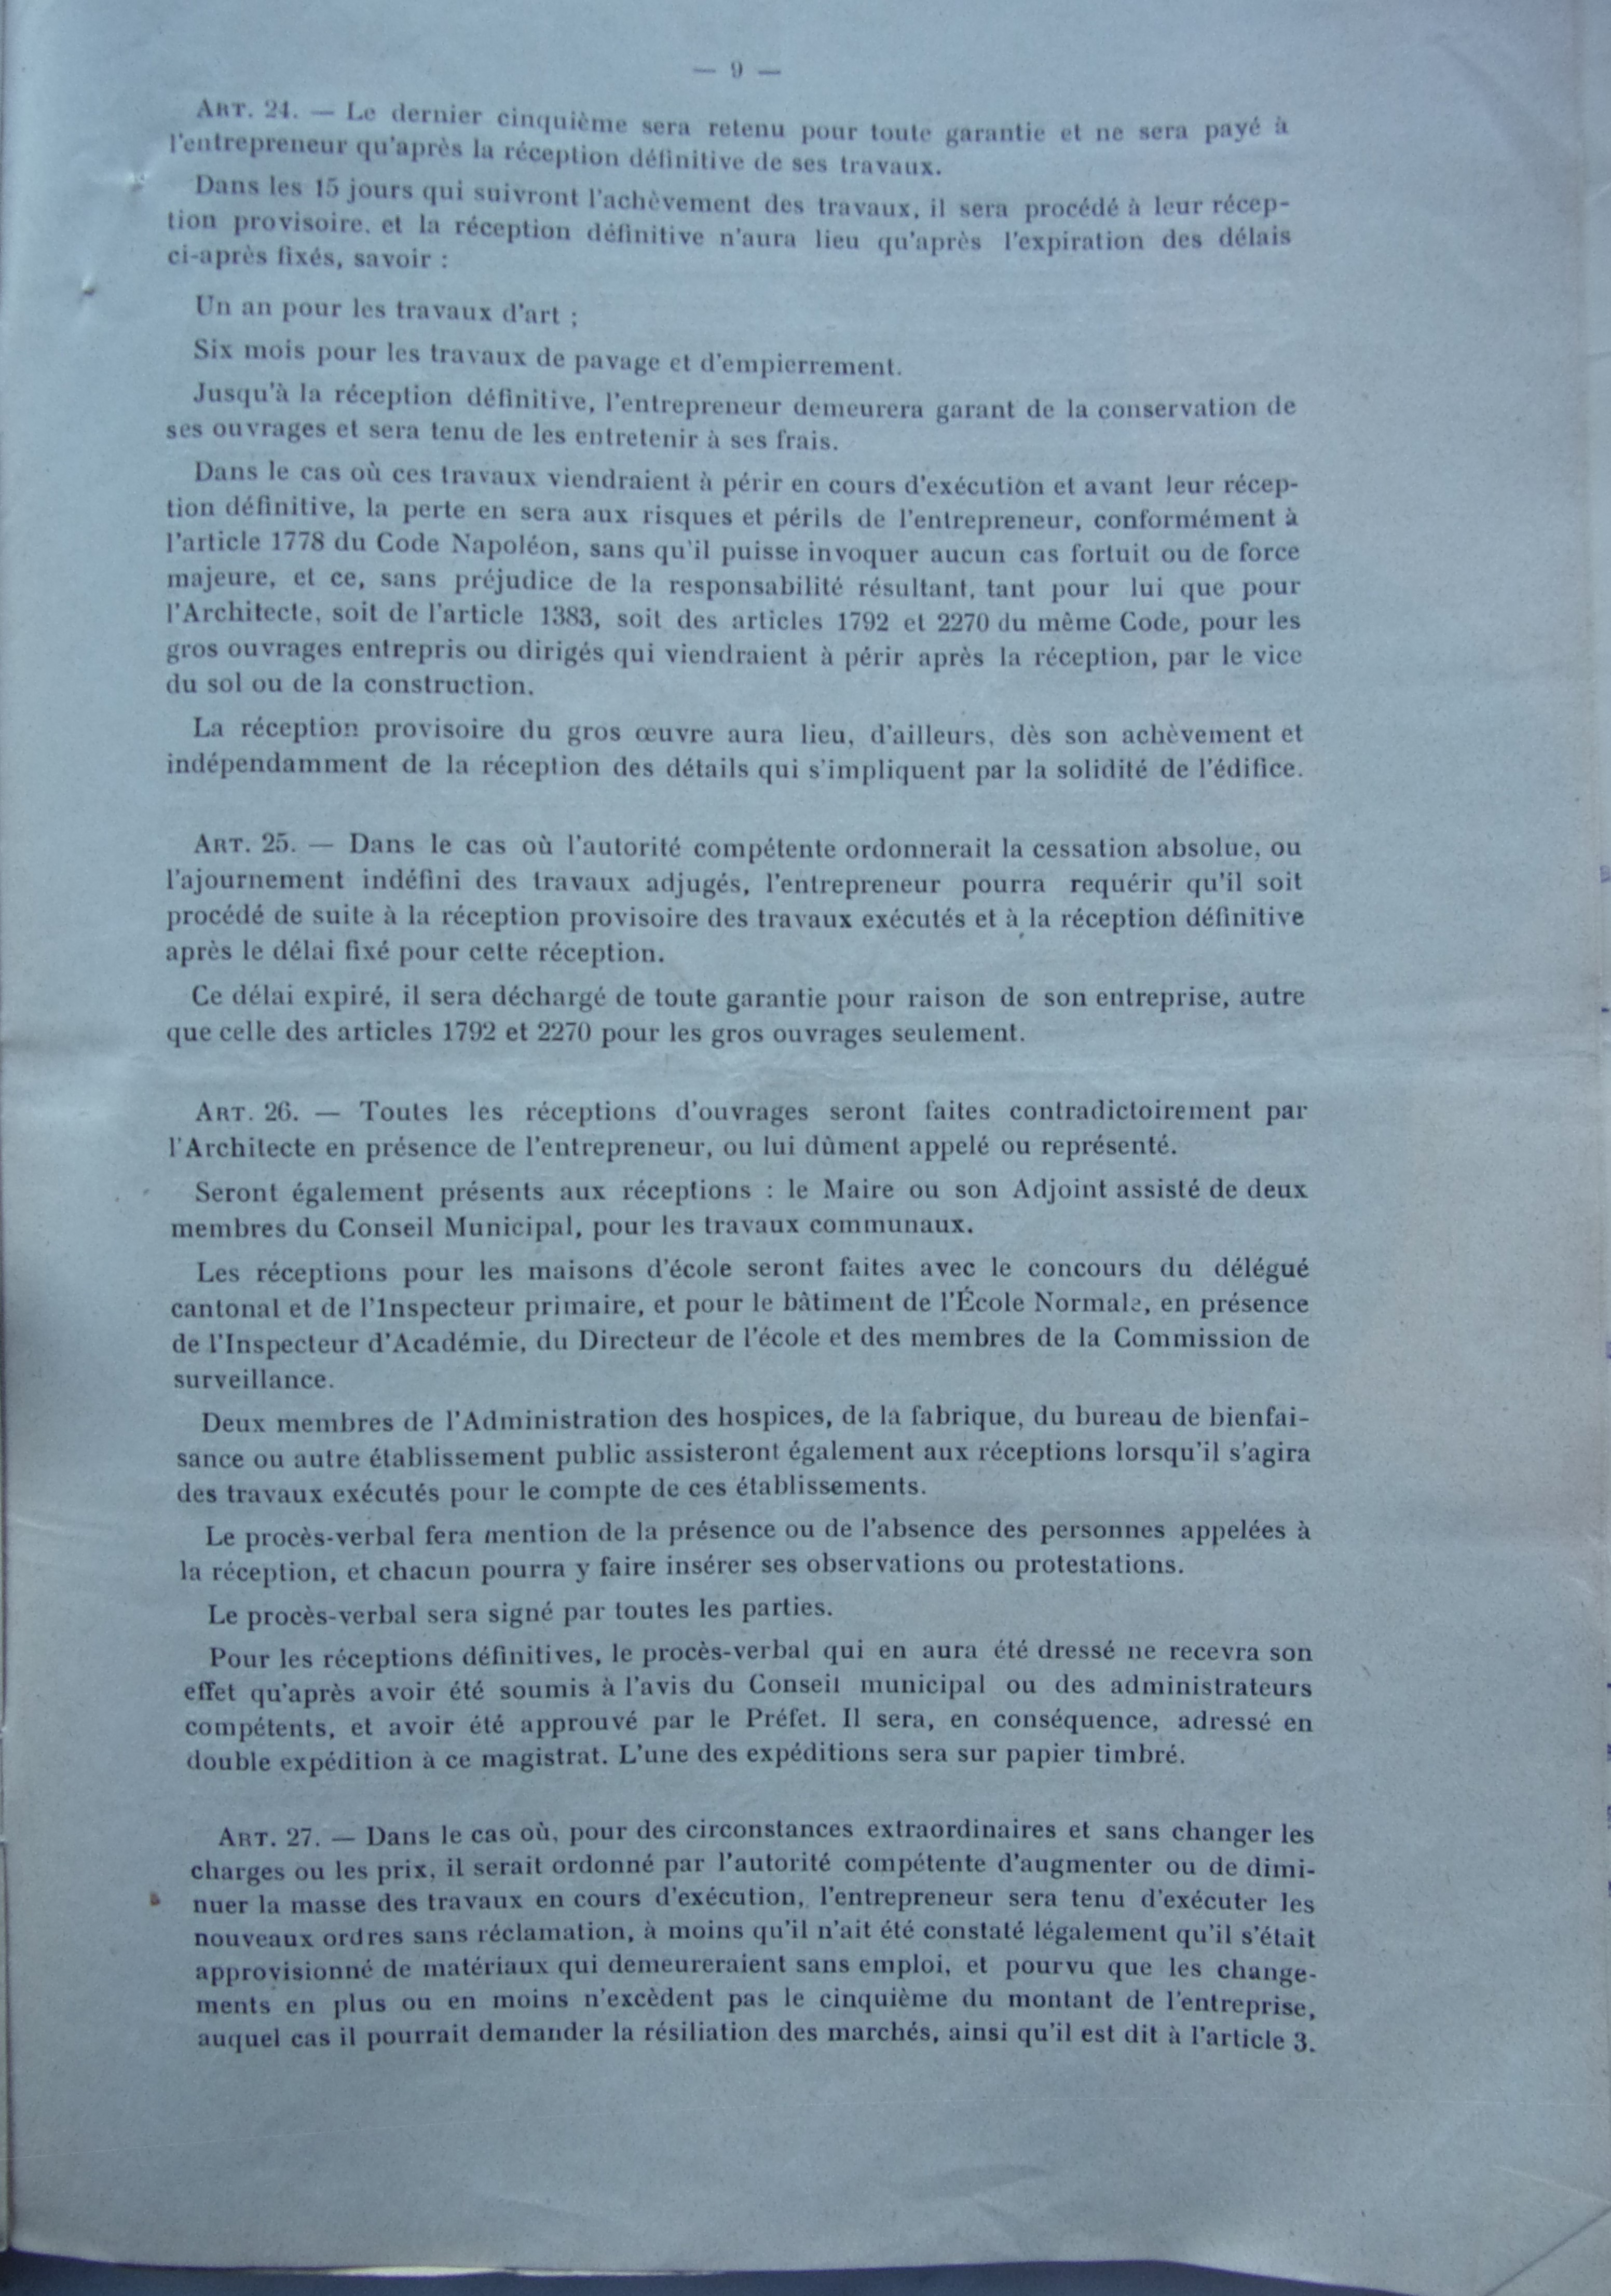 — 9 —
ART. 24. — Le dernier cinquième sera retenu pour toute garantie et ne sera payé à
l'entrepreneur qu'après la réception définitive de ses travaux.
Dans les 15 jours qui suivront l'achèvement des travaux, il sera procédé à leur récep-
tion provisoire. et la réception définitive n'aura lieu qu'après l'expiration des délais
ci-après fixés, savoir :
Un an pour les travaux d'art ;
Six mois pour les travaux de pavage et d'empierrement.
Jusqu'à la réception définitive, l'entrepreneur demeurera garant de la conservation de
ses ouvrages et sera tenu de les entretenir à ses frais.
Dans le cas où ces travaux viendraient à périr en cours d'exécution et avant leur récep-
tion définitive, la perte en sera aux risques et périls de l'entrepreneur, conformément à
l'article 1778 du Code Napoléon, sans qu'il puisse invoquer aucun cas fortuit ou de force
majeure, et ce, sans préjudice de la responsabilité résultant, tant pour lui que pour
l'Architecte, soit de l'article 1383, soit des articles 1792 et 2270 du même Code, pour les
gros ouvrages entrepris ou dirigés qui viendraient à périr après la réception, par le vice
du sol ou de la construction.
La réception provisoire du gros œuvre aura lieu, d'ailleurs, dès son achèvement et
indépendamment de la réception des détails qui s'impliquent par la solidité de l'édifice.
ART. 25. — Dans le cas où l'autorité compétente ordonnerait la cessation absolue, ou
l'ajournement indéfini des travaux adjugés, l'entrepreneur pourra requérir qu'il soit
procédé de suite à la réception provisoire des travaux exécutés et à la réception définitive
après le délai fixé pour cette réception.
Ce délai expiré, il sera déchargé de toute garantie pour raison de son entreprise, autre
que celle des articles 1792 et 2270 pour les gros ouvrages seulement.
ART. 26. — Toutes les réceptions d'ouvrages seront faites contradictoirement par
l'Architecte en présence de l'entrepreneur, ou lui dûment appelé ou représenté.
Seront également présents aux réceptions : le Maire ou son Adjoint assisté de deux
membres du Conseil Municipal, pour les travaux communaux.
Les réceptions pour les maisons d'école seront faites avec le concours du délégué
cantonal et de l'Inspecteur primaire, et pour le bâtiment de l'École Normale, en présence
de l'Inspecteur d'Académie, du Directeur de l'école et des membres de la Commission de
surveillance.
Deux membres de l'Administration des hospices, de la fabrique, du bureau de bienfai-
sance ou autre établissement public assisteront également aux réceptions lorsqu'il s'agira
des travaux exécutés pour le compte de ces établissements.
Le procès-verbal fera mention de la présence ou de l'absence des personnes appelées à
la réception, et chacun pourra y faire insérer ses observations ou protestations.
Le procès-verbal sera signé par toutes les parties.
Pour les réceptions définitives, le procès-verbal qui en aura été dressé ne recevra son
effet qu'après avoir été soumis à l'avis du Conseil municipal ou des administrateurs
compétents, et avoir été approuvé par le Préfet. Il sera, en conséquence, adressé en
double expédition à ce magistrat. L'une des expéditions sera sur papier timbré.
ART. 27. — Dans le cas où, pour des circonstances extraordinaires et sans changer les
charges ou les prix, il serait ordonné par l'autorité compétente d'augmenter ou de dimi-
nuer la masse des travaux en cours d'exécution, l'entrepreneur sera tenu d'exécuter les
nouveaux ordres sans réclamation, à moins qu'il n'ait été constaté légalement qu'il s'était
approvisionné de matériaux qui demeureraient sans emploi, et pourvu que les change-
ments en plus ou en moins n'excèdent pas le cinquième du montant de l'entreprise,
auquel cas il pourrait demander la résiliation des marchés, ainsi qu'il est dit à l'article 3.